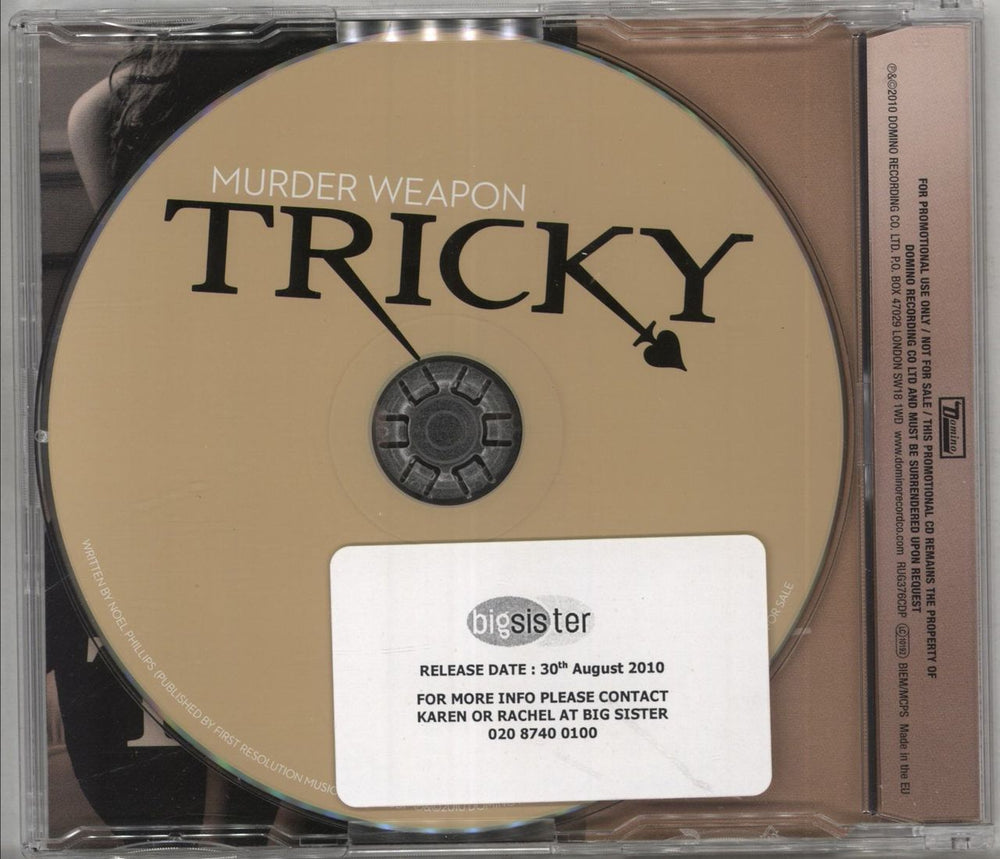 MURDER WEAPON
TRICKY
WRITTEN BY NOEL PHILLIPS (PUBLISHED BY FIRST RESOLUTION MUSIC
OR SALE
bigsister
RELEASE DATE : 30th August 2010
FOR MORE INFO PLEASE CONTACT
KAREN OR RACHEL AT BIG SISTER
020 8740 0100
Domino
FOR PROMOTIONAL USE ONLY / NOT FOR SALE / THIS PROMOTIONAL CD REMAINS THE PROPERTY OF
DOMINO RECORDING CO LTD AND MUST BE SURRENDERED UPON REQUEST
℗&©2010 DOMINO RECORDING CO. LTD. P.O. BOX 47029 LONDON SW18 1WD www.dominorecordco.com RUG376CDP LC10192 BIEM/MCPS Made in the EU